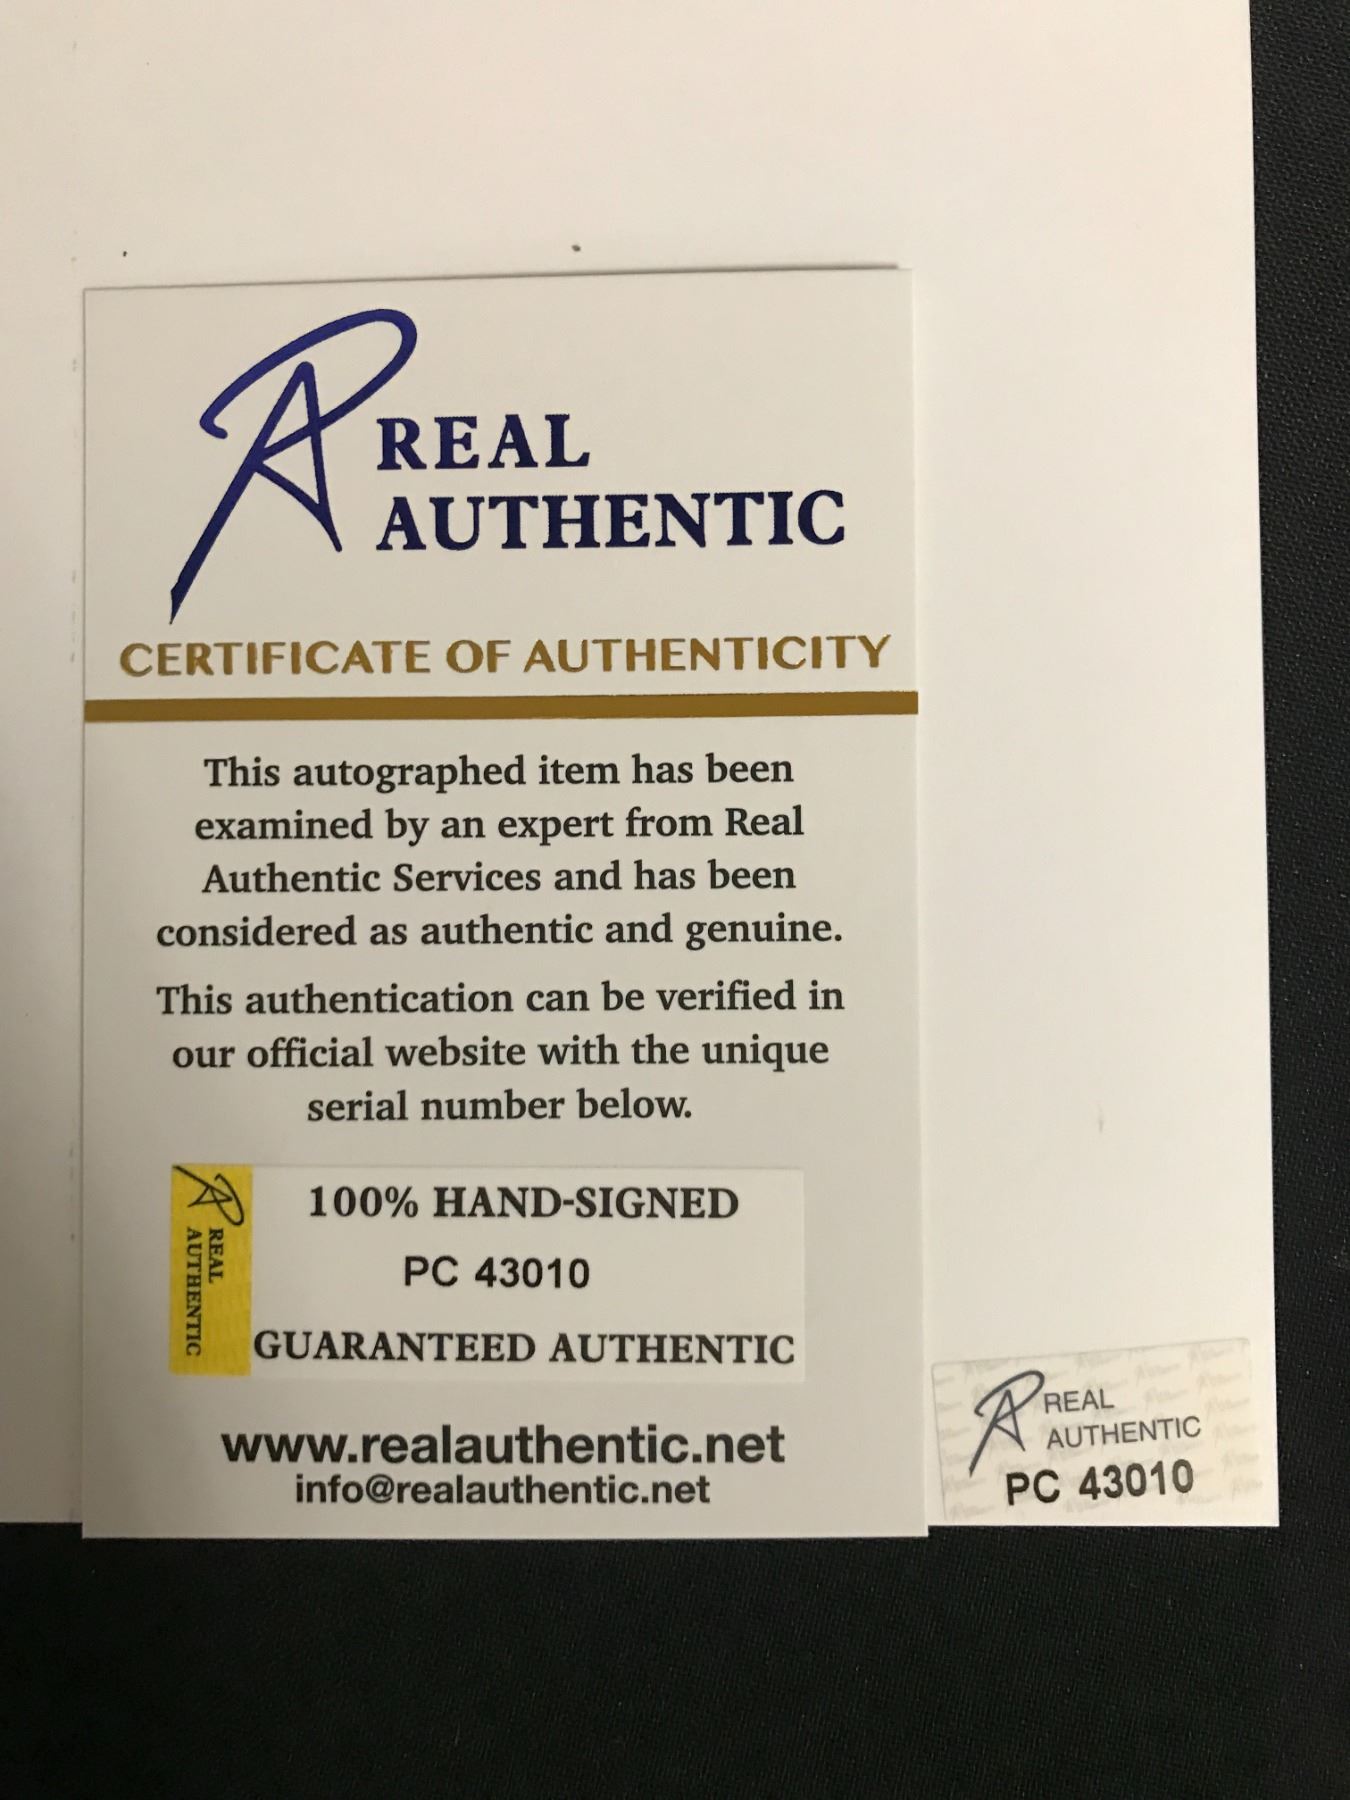 REAL
AUTHENTIC
CERTIFICATE OF AUTHENTICITY
This autographed item has been
examined by an expert from Real
Authentic Services and has been
considered as authentic and genuine.
This authentication can be verified in
our official website with the unique
serial number below.
REAL
AUTHENTIC
100% HAND-SIGNED
PC 43010
GUARANTEED AUTHENTIC
www.realauthentic.net
info@realauthentic.net
REAL
AUTHENTIC
PC 43010